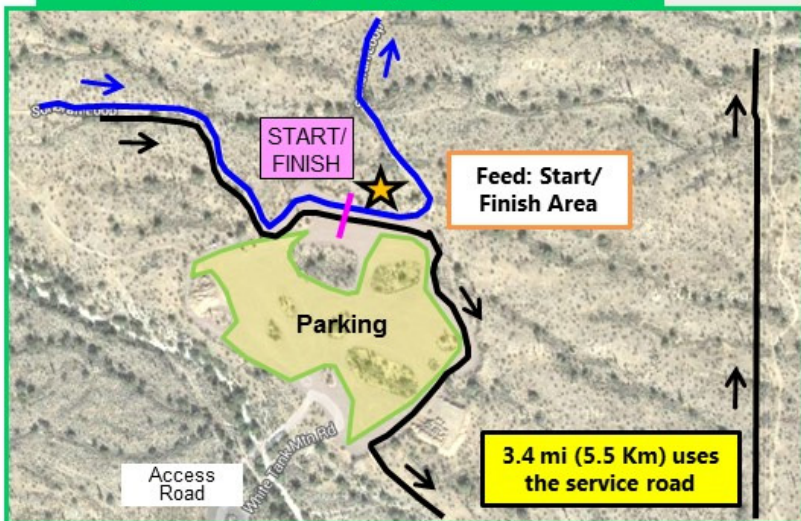 START/
FINISH
Feed: Start/
Finish Area
Parking
3.4 mi (5.5 Km) uses
the service road
Access
Road
White Tank Mtn Rd